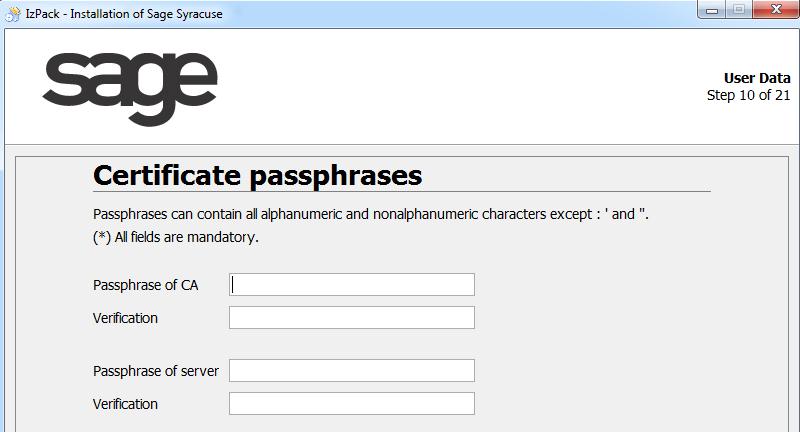 IzPack - Installation of Sage Syracuse
sage
User Data
Step 10 of 21
Certificate passphrases
Passphrases can contain all alphanumeric and nonalphanumeric characters except : ' and ".
(*) All fields are mandatory.
Passphrase of CA
Verification
Passphrase of server
Verification